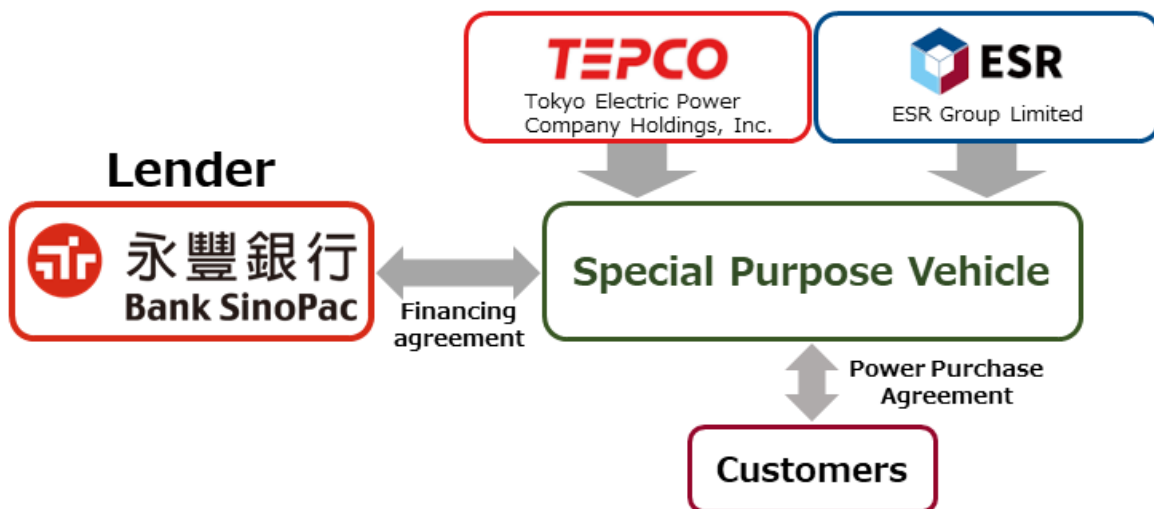 TEPCO
Tokyo Electric Power
Company Holdings, Inc.
ESR
ESR Group Limited
Lender
永豐銀行
Bank SinoPac
Financing
agreement
Special Purpose Vehicle
Power Purchase
Agreement
Customers